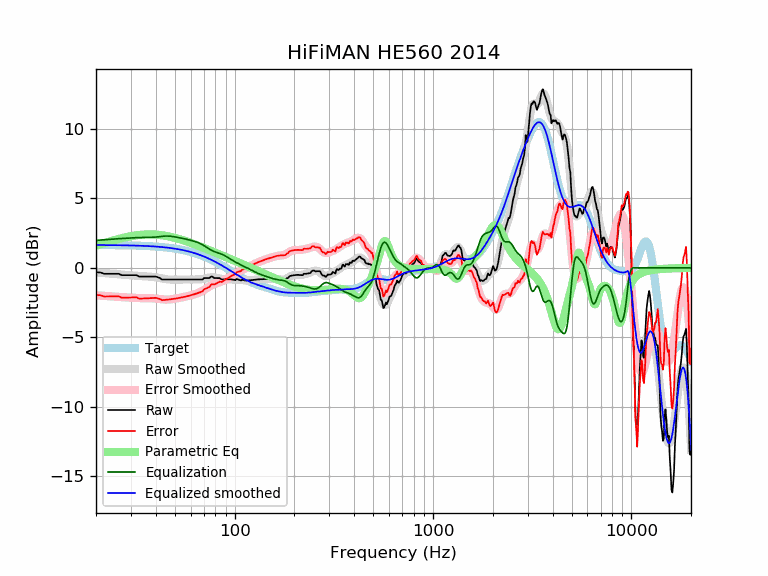 HiFiMAN HE560 2014
Amplitude (dBr)
10
5
0
−5
−10
−15
Target
Raw Smoothed
Error Smoothed
Raw
Error
Parametric Eq
Equalization
Equalized smoothed
100 1000 10000
Frequency (Hz)